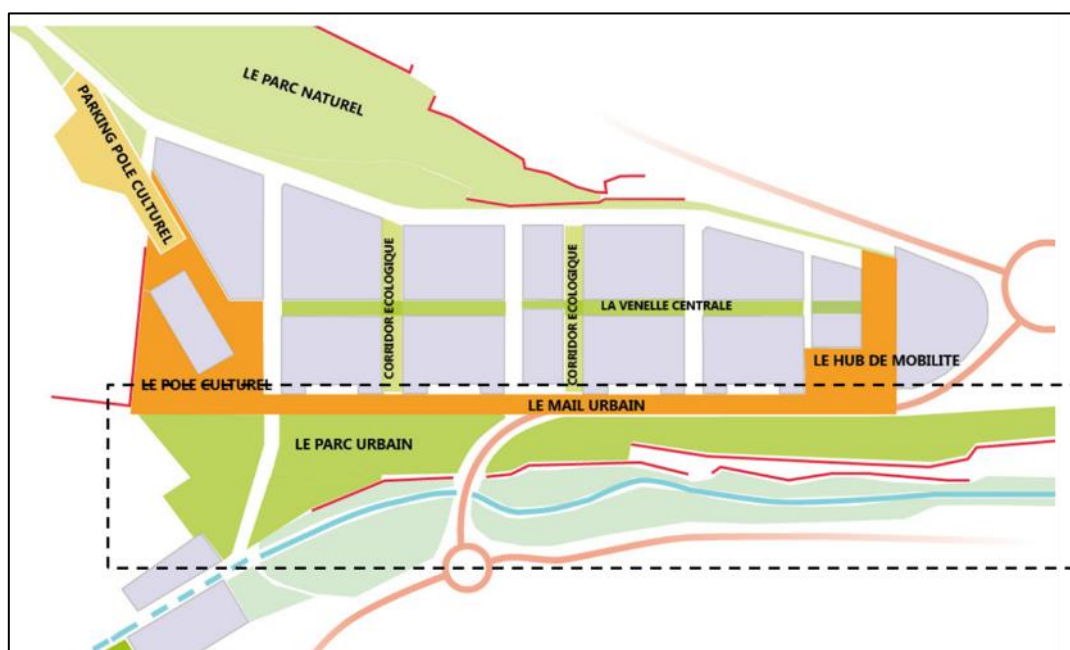 LE PARC NATUREL
PARKING POLE CULTUREL
CORRIDOR ECOLOGIQUE
CORRIDOR ECOLOGIQUE
LA VENELLE CENTRALE
LE HUB DE MOBILITE
LE POLE CULTUREL
LE MAIL URBAIN
LE PARC URBAIN